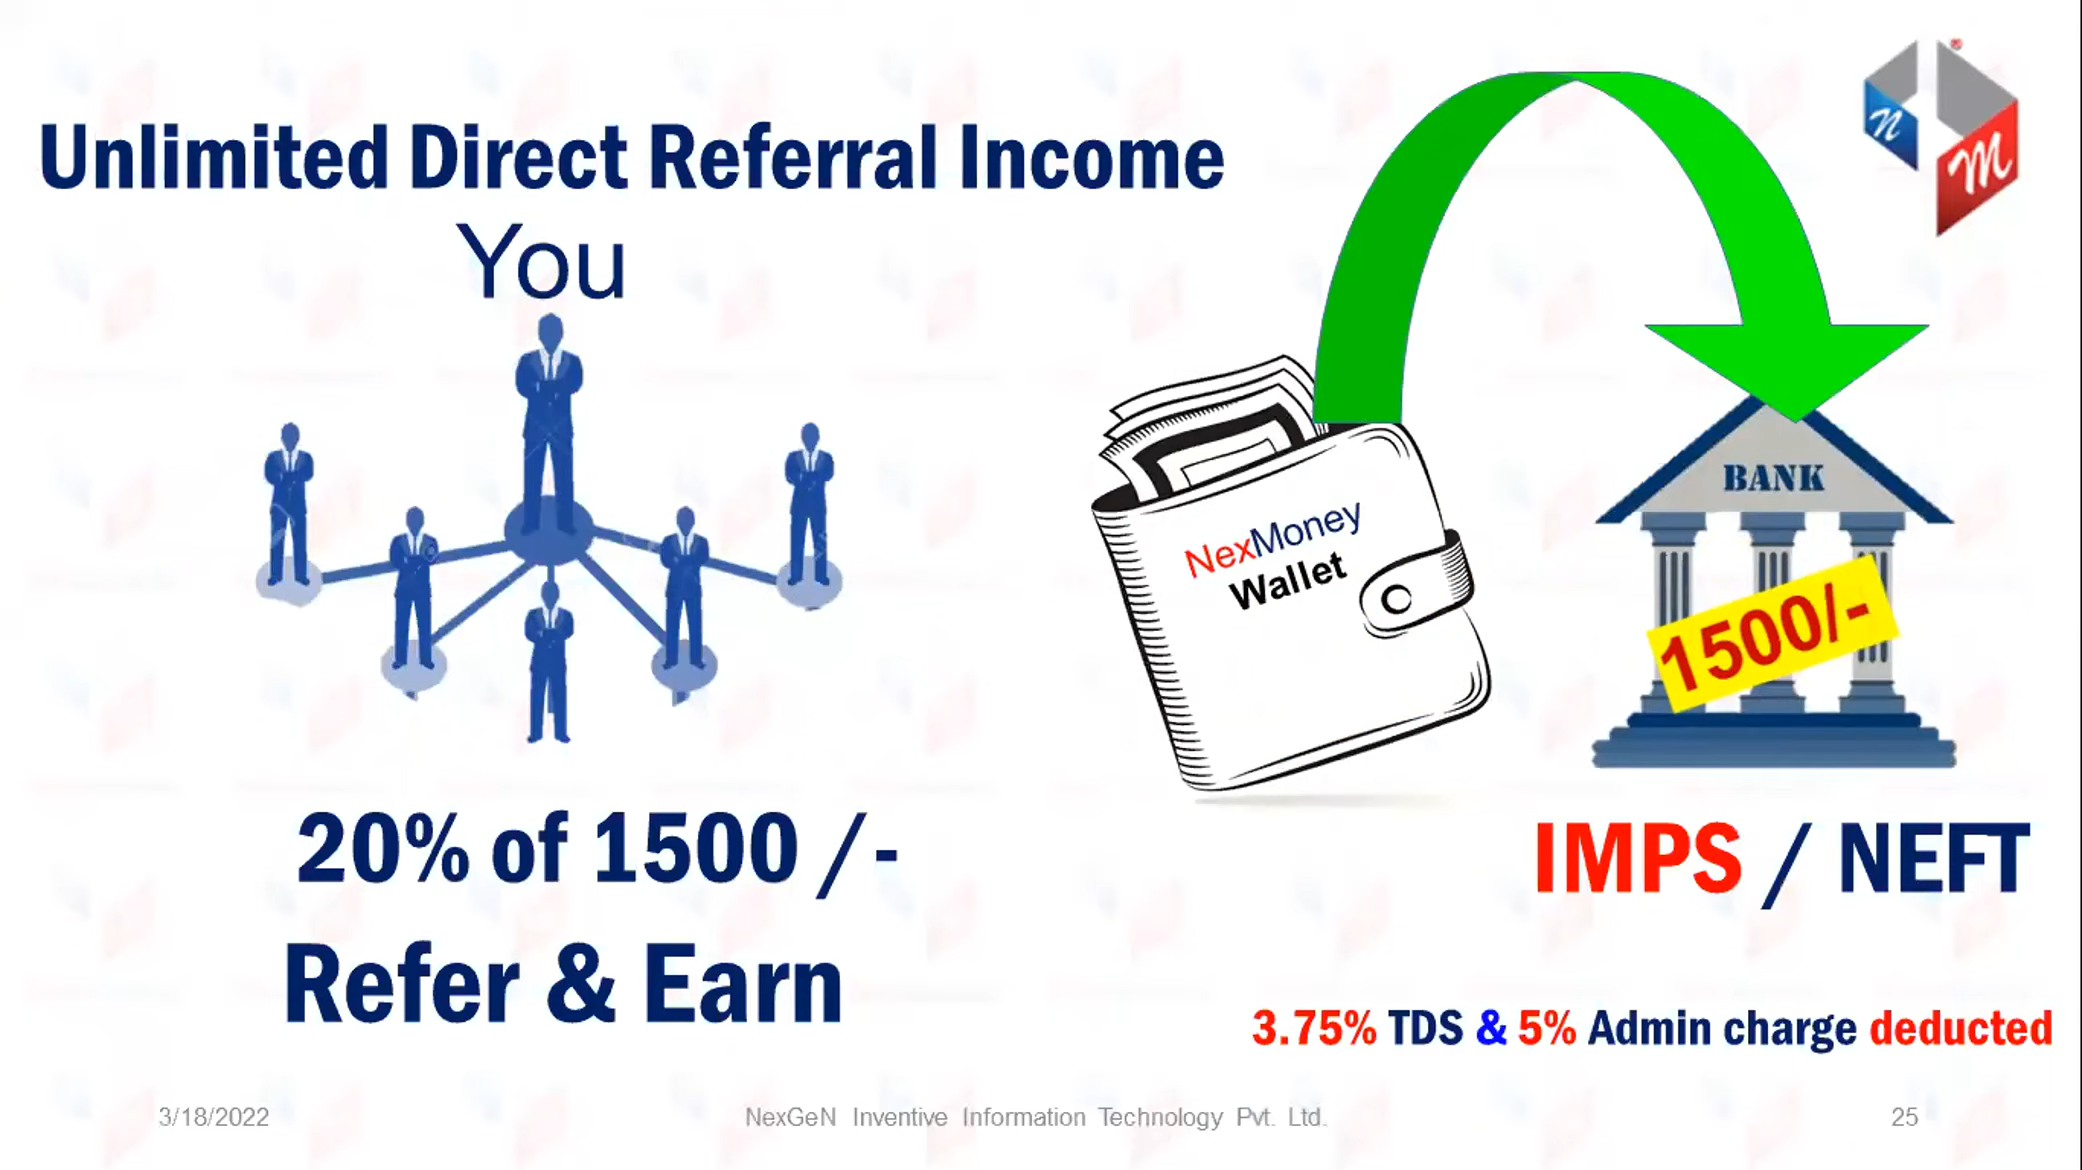 Unlimited Direct Referral Income
You
n
M
®
NexMoney
Wallet
BANK
1500/-
20% of 1500 /-
Refer & Earn
IMPS / NEFT
3.75% TDS & 5% Admin charge deducted
3/18/2022
NexGeN Inventive Information Technology Pvt. Ltd.
25